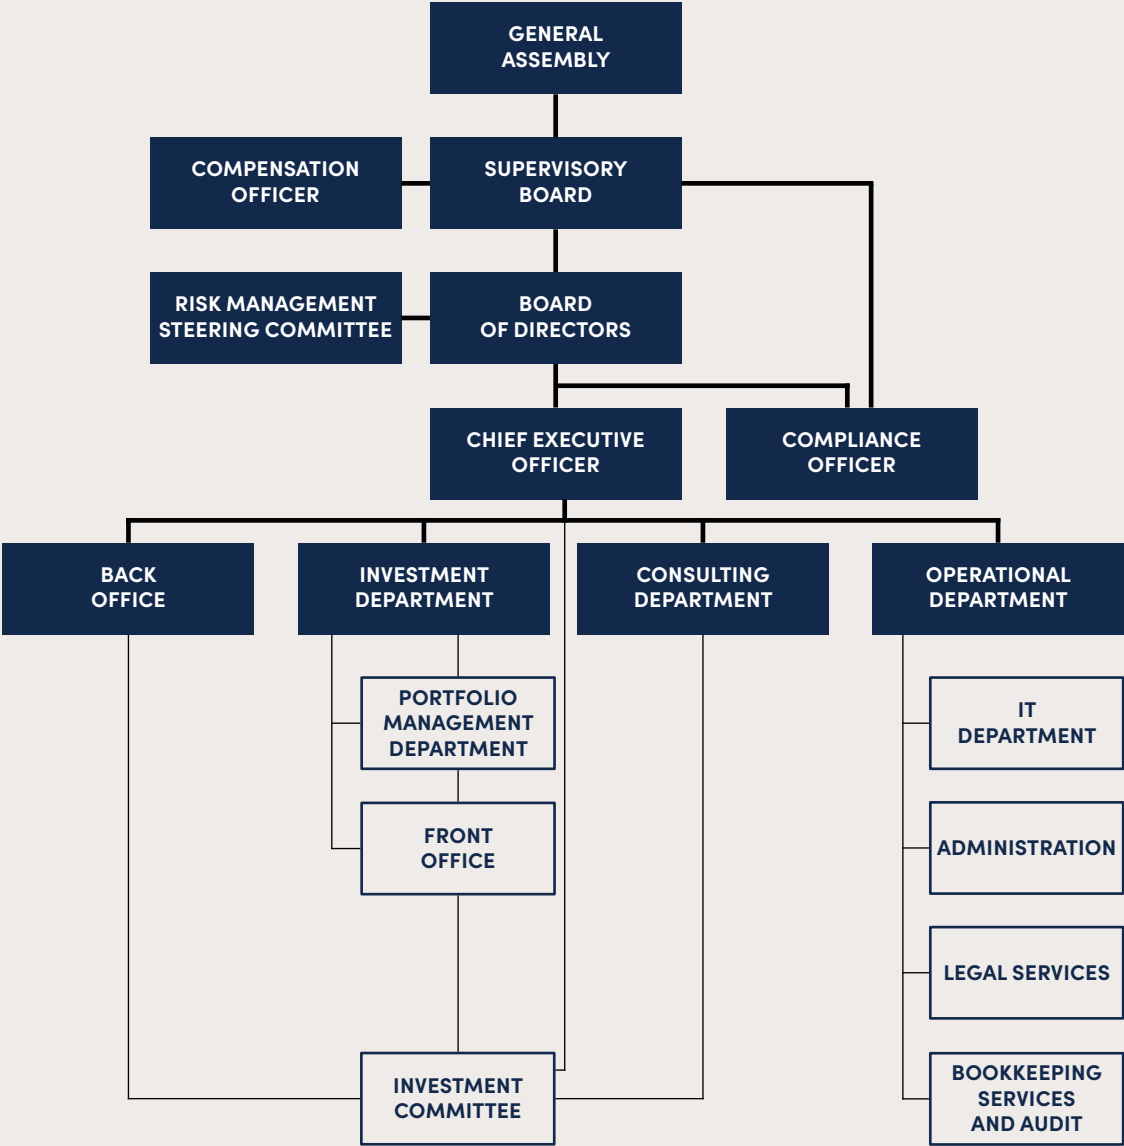 GENERAL
ASSEMBLY
COMPENSATION
OFFICER
SUPERVISORY
BOARD
RISK MANAGEMENT
STEERING COMMITTEE
BOARD
OF DIRECTORS
CHIEF EXECUTIVE
OFFICER
COMPLIANCE
OFFICER
BACK
OFFICE
INVESTMENT
DEPARTMENT
CONSULTING
DEPARTMENT
OPERATIONAL
DEPARTMENT
PORTFOLIO
MANAGEMENT
DEPARTMENT
IT
DEPARTMENT
FRONT
OFFICE
ADMINISTRATION
LEGAL SERVICES
INVESTMENT
COMMITTEE
BOOKKEEPING
SERVICES
AND AUDIT